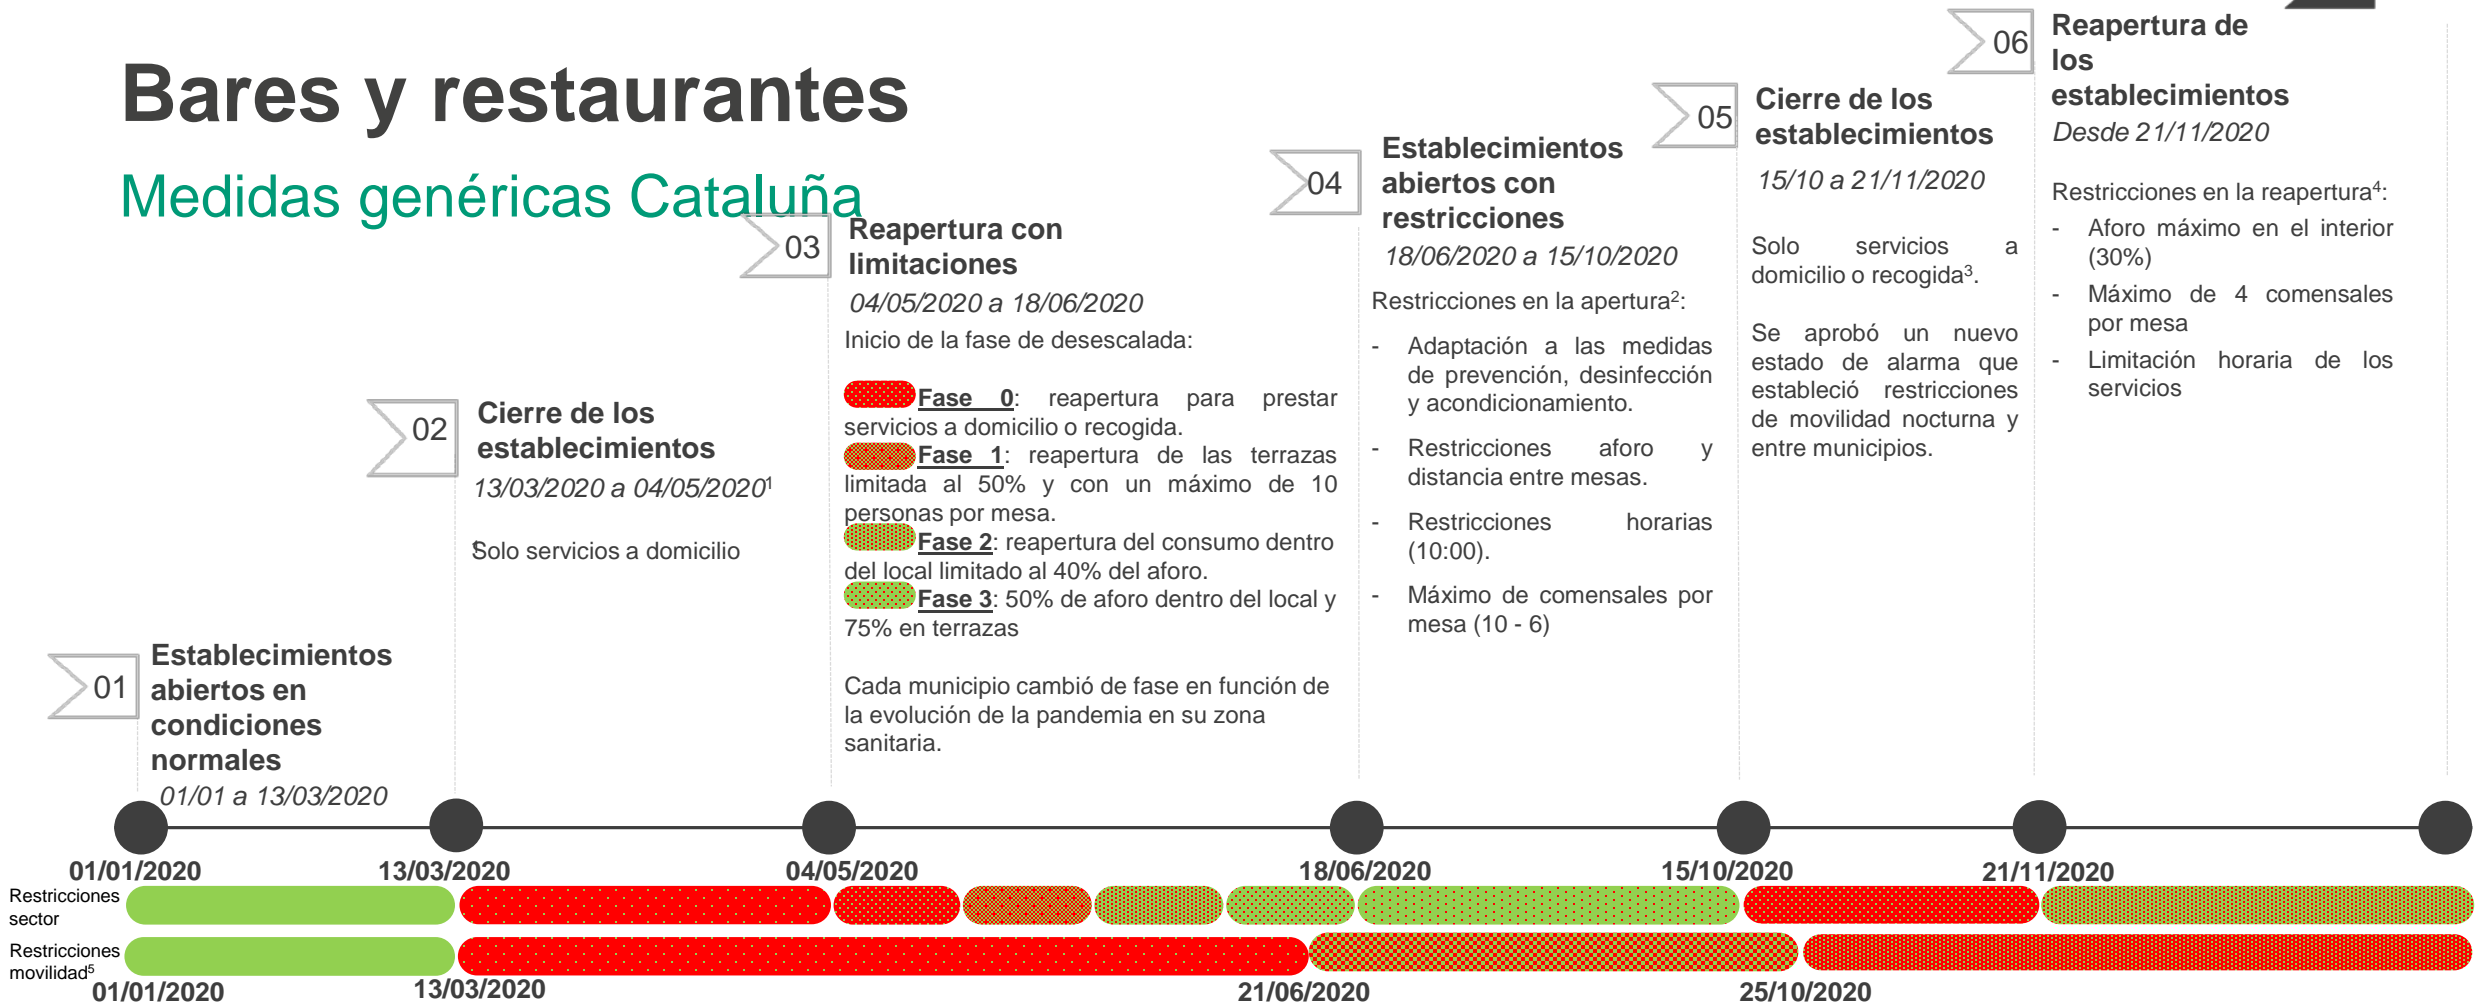 Bares y restaurantes
Medidas genéricas Cataluña
01
Establecimientos
abiertos en
condiciones
normales
01/01 a 13/03/2020
02
Cierre de los
establecimientos
13/03/2020 a 04/05/2020¹
Solo servicios a domicilio
03
Reapertura con
limitaciones
04/05/2020 a 18/06/2020
Inicio de la fase de desescalada:
Fase 0: reapertura para prestar
servicios a domicilio o recogida.
Fase 1: reapertura de las terrazas
limitada al 50% y con un máximo de 10
personas por mesa.
Fase 2: reapertura del consumo dentro
del local limitado al 40% del aforo.
Fase 3: 50% de aforo dentro del local y
75% en terrazas
Cada municipio cambió de fase en función de
la evolución de la pandemia en su zona
sanitaria.
04
Establecimientos
abiertos con
restricciones
18/06/2020 a 15/10/2020
Restricciones en la apertura²:
- Adaptación a las medidas
de prevención, desinfección
y acondicionamiento.
- Restricciones aforo y
distancia entre mesas.
- Restricciones horarias
(10:00).
- Máximo de comensales por
mesa (10 - 6)
05
Cierre de los
establecimientos
15/10 a 21/11/2020
Solo servicios a
domicilio o recogida³.
Se aprobó un nuevo
estado de alarma que
estableció restricciones
de movilidad nocturna y
entre municipios.
06
Reapertura de
los
establecimientos
Desde 21/11/2020
Restricciones en la reapertura⁴:
- Aforo máximo en el interior
(30%)
- Máximo de 4 comensales
por mesa
- Limitación horaria de los
servicios
01/01/2020
13/03/2020
04/05/2020
18/06/2020
15/10/2020
21/11/2020
Restricciones
sector
Restricciones
movilidad⁵
01/01/2020
13/03/2020
21/06/2020
25/10/2020